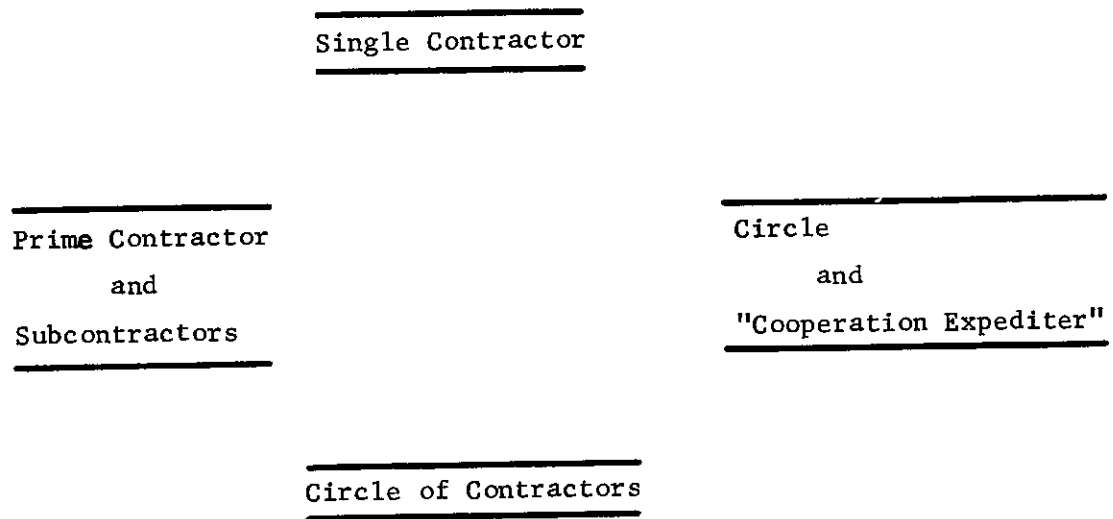 Single Contractor
Prime Contractor
and
Subcontractors
Circle
and
"Cooperation Expediter"
Circle of Contractors